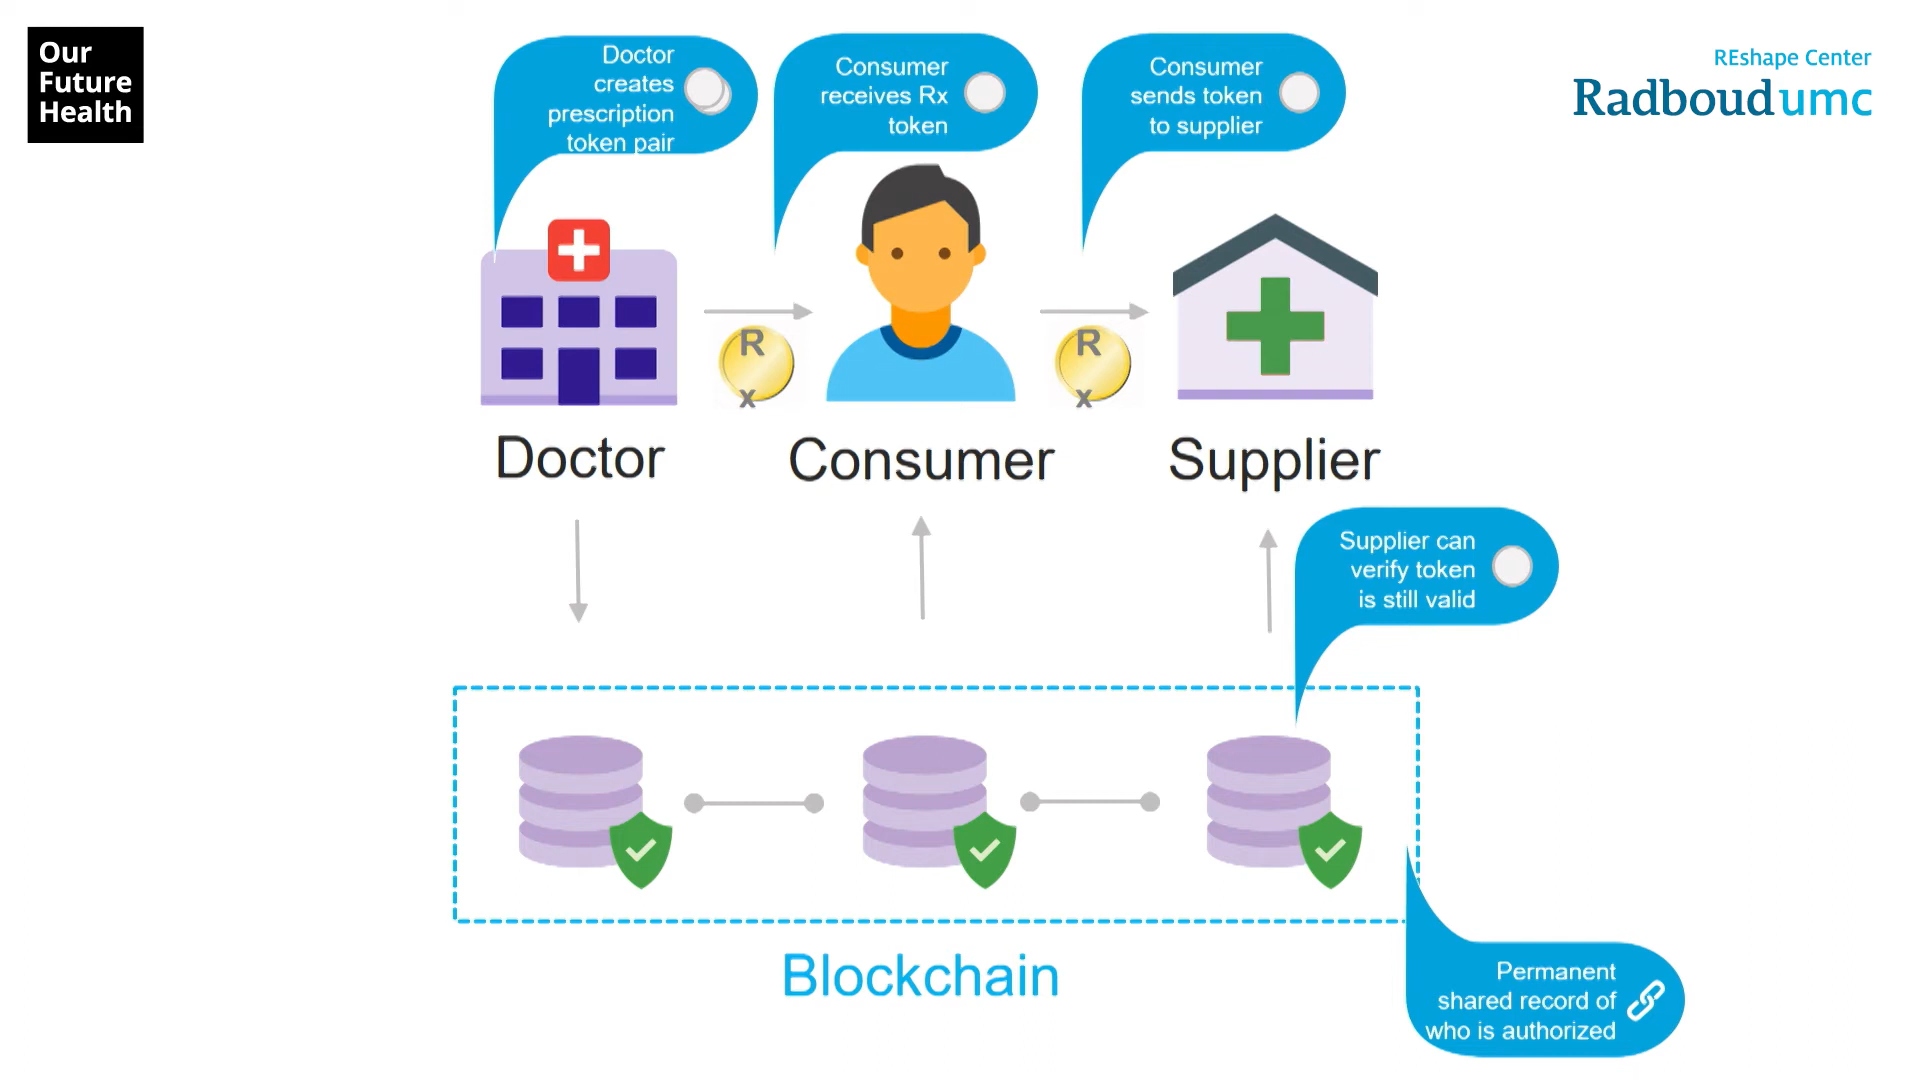 Our
Future
Health
Doctor
creates
prescription
token pair
Consumer
receives Rx
token
Consumer
sends token
to supplier
REshape Center
Radboudumc
R
x
R
x
Doctor
Consumer
Supplier
Supplier can
verify token
is still valid
Blockchain
Permanent
shared record of
who is authorized